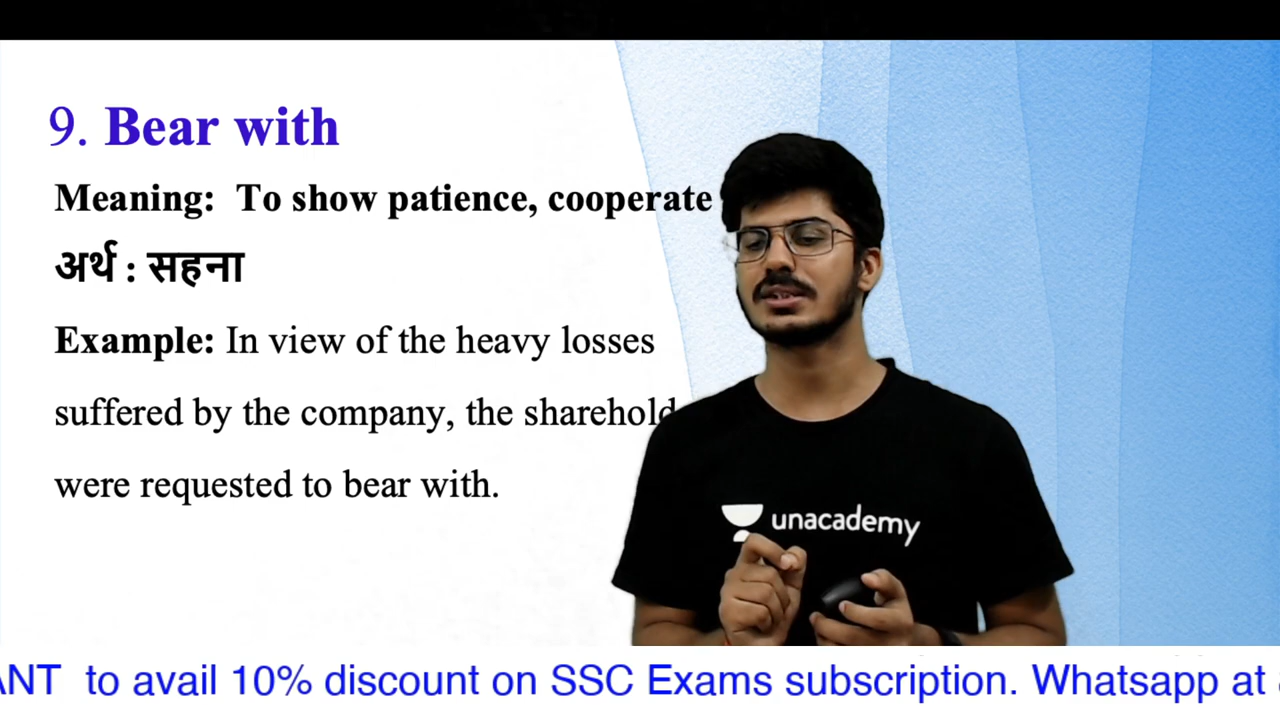 9. Bear with
Meaning: To show patience, cooperate
अर्थ : सहना
Example: In view of the heavy losses
suffered by the company, the sharehold
were requested to bear with.
unacademy
ANT to avail 10% discount on SSC Exams subscription. Whatsapp at